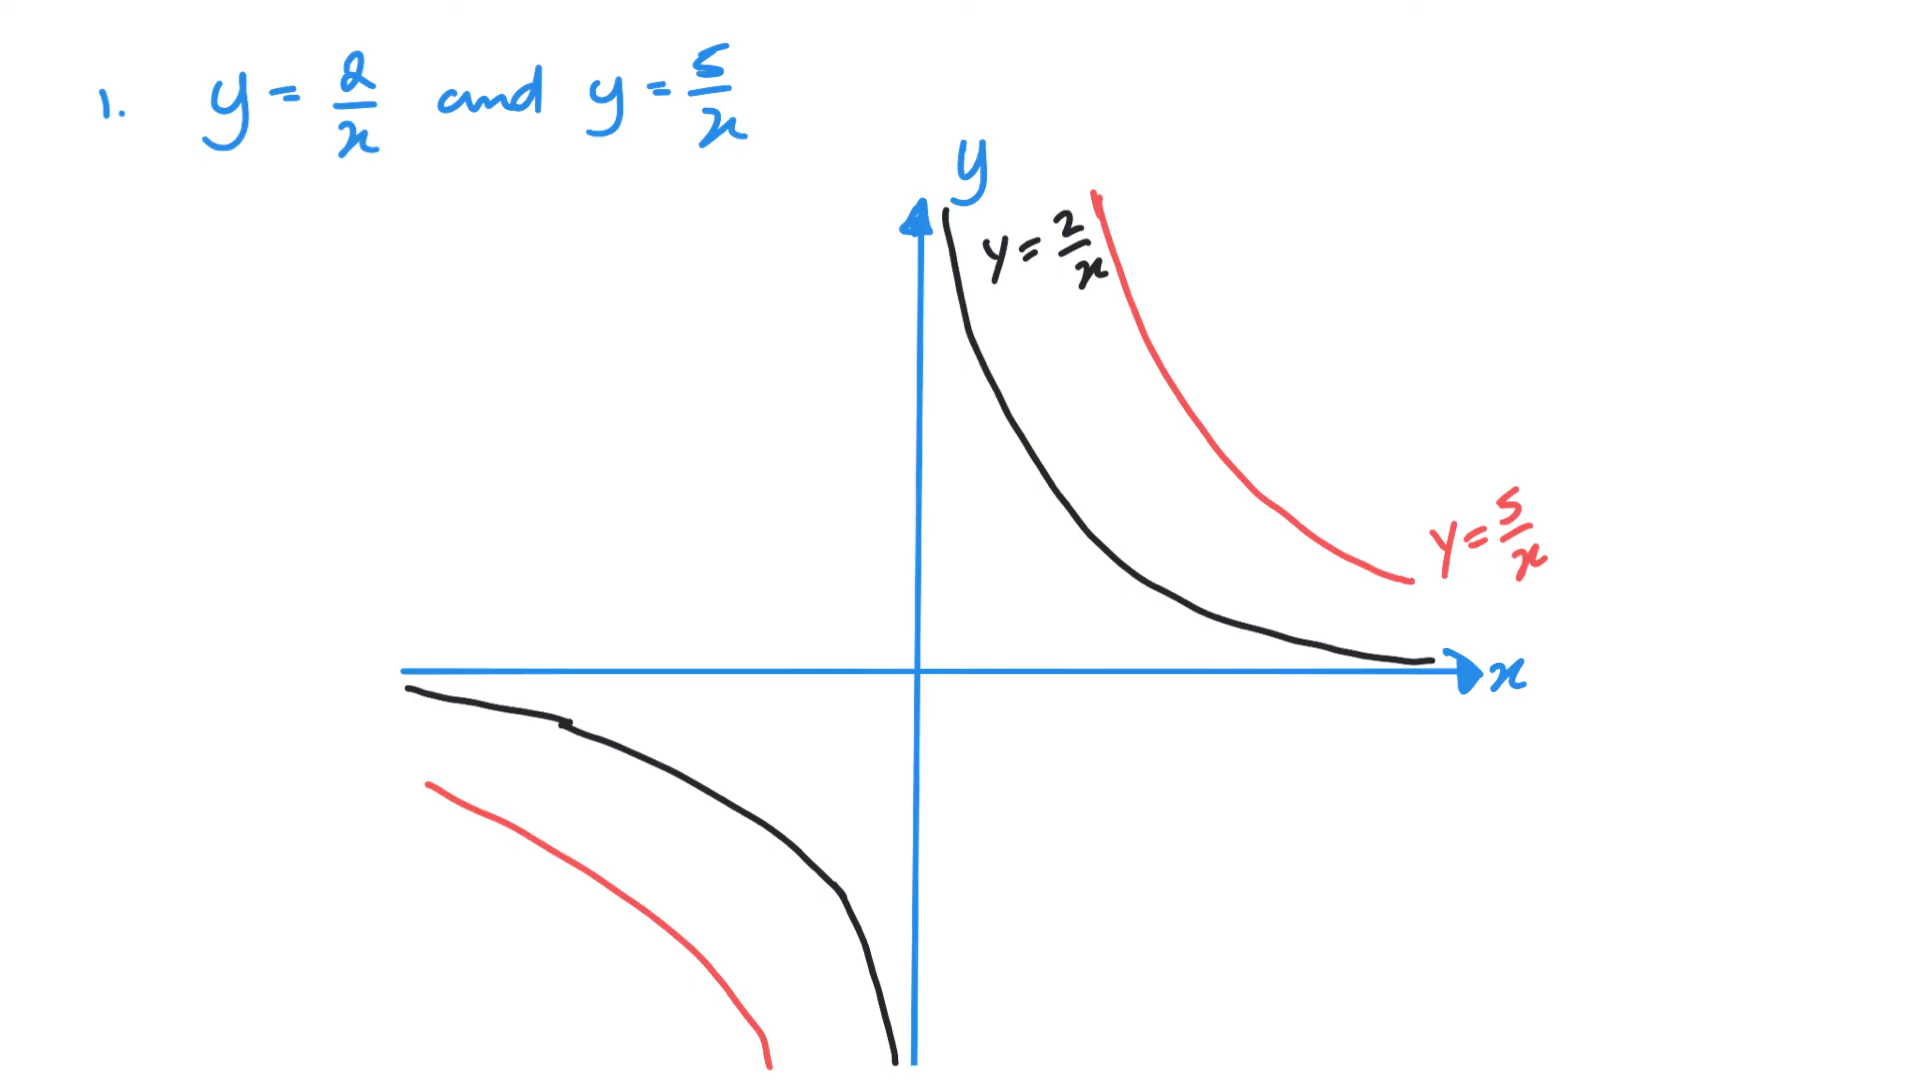 1. y = 2/x and y = 5/x
y
y = 2/x
y = 5/x
x